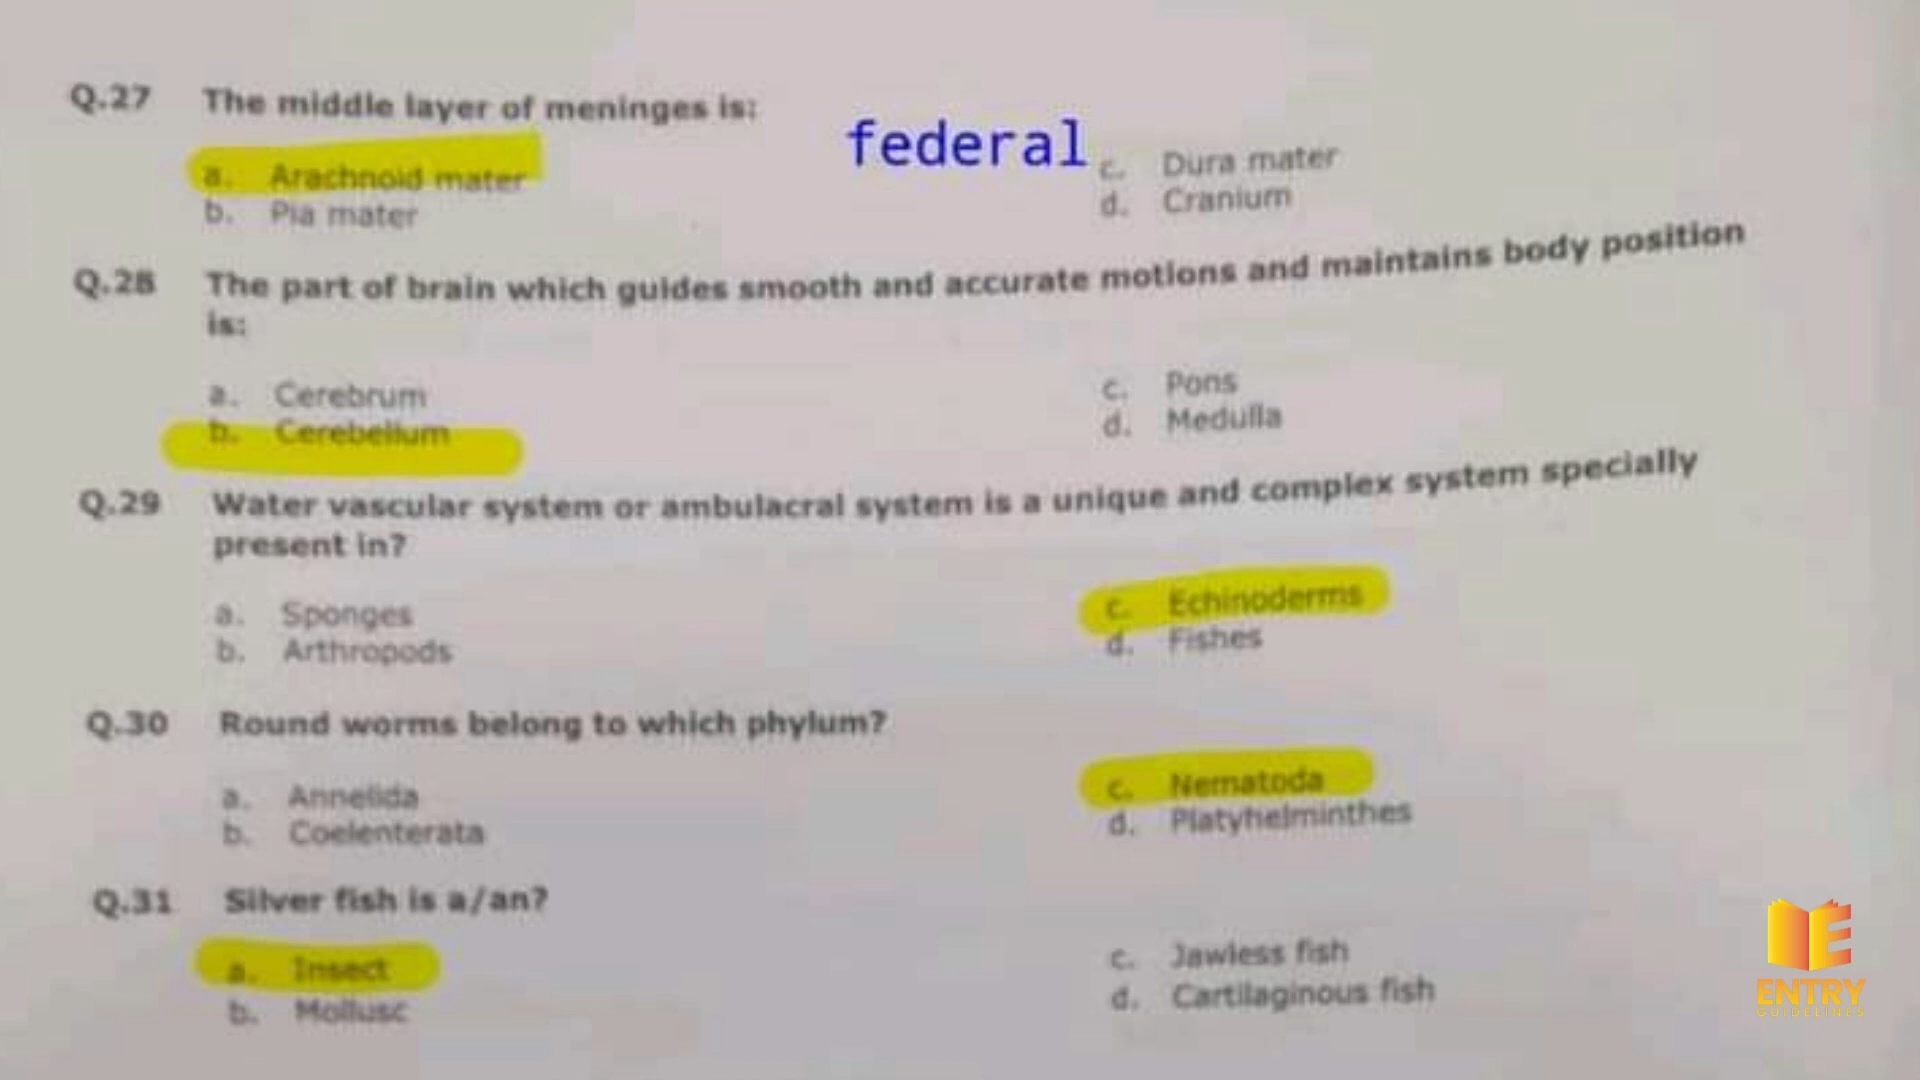 Q.27 The middle layer of meninges is:
federal
a. Arachnoid mater c. Dura mater
b. Pia mater d. Cranium
Q.28 The part of brain which guides smooth and accurate motions and maintains body position
is:
a. Cerebrum c. Pons
b. Cerebellum d. Medulla
Q.29 Water vascular system or ambulacral system is a unique and complex system specially
present in?
a. Sponges c. Echinoderms
b. Arthropods d. Fishes
Q.30 Round worms belong to which phylum?
a. Annelida c. Nematoda
b. Coelenterata d. Platyhelminthes
Q.31 Silver fish is a/an?
a. Insect c. Jawless fish
b. Mollusc d. Cartilaginous fish
ENTRY
GUIDELINES